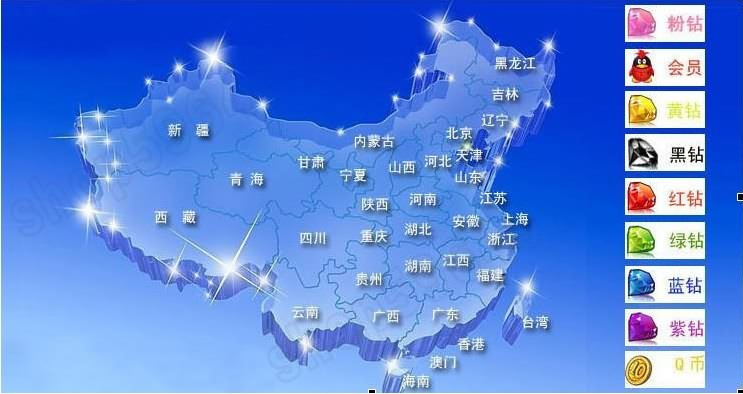 黑龙江
吉林
辽宁
北京
内蒙古
新 疆
天津
河北
甘肃
山西
宁夏
山东
青 海
河南
江苏
陕西
西 藏
上海
安徽
湖北
重庆
四川
浙江
江西
湖南
福建
贵州
云南
广西
广东
台湾
香港
澳门
海南
粉钻
会员
黄钻
黑钻
红钻
绿钻
蓝钻
紫钻
Q币